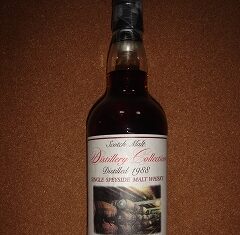 Scotch Malt
Distillery Collection
Distilled 1988
SINGLE SPEYSIDE MALT WHISKY